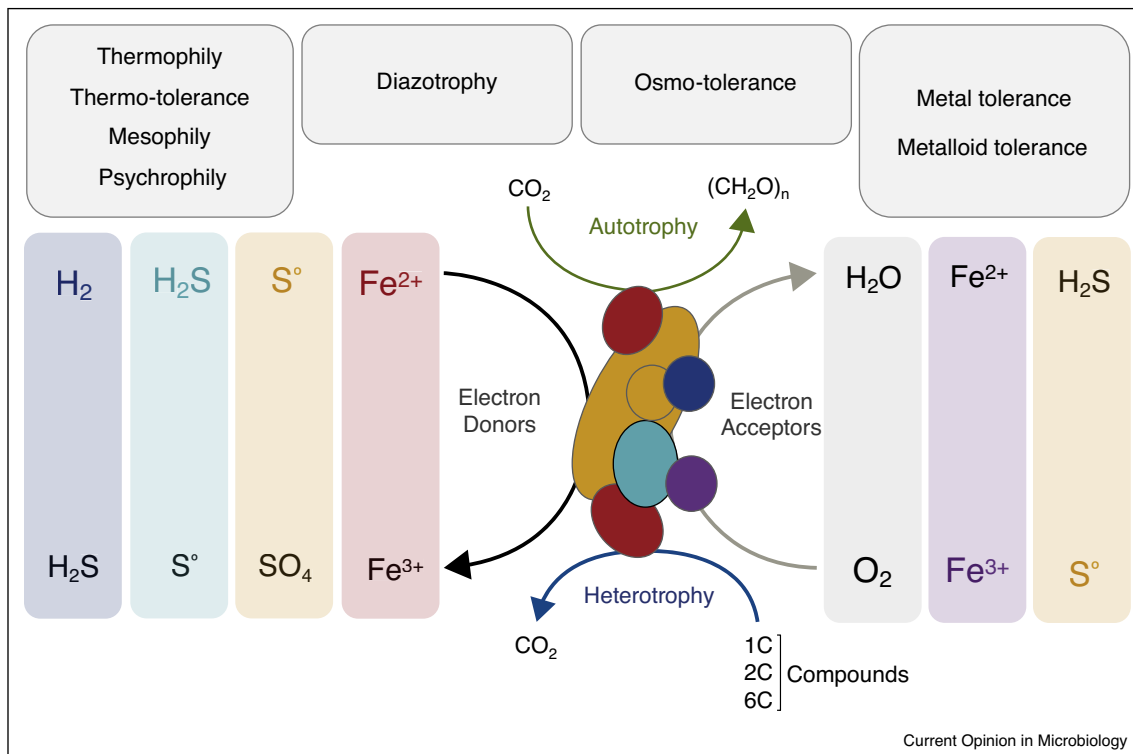 Thermophily
Thermo-tolerance
Mesophily
Psychrophily
Diazotrophy
Osmo-tolerance
Metal tolerance
Metalloid tolerance
CO₂
(CH₂O)ₙ
Autotrophy
H₂
H₂S
S°
Fe²⁺
H₂O
Fe²⁺
H₂S
Electron
Donors
Electron
Acceptors
H₂S
S°
SO₄
Fe³⁺
O₂
Fe³⁺
S°
Heterotrophy
CO₂
1C
2C
6C
Compounds
Current Opinion in Microbiology